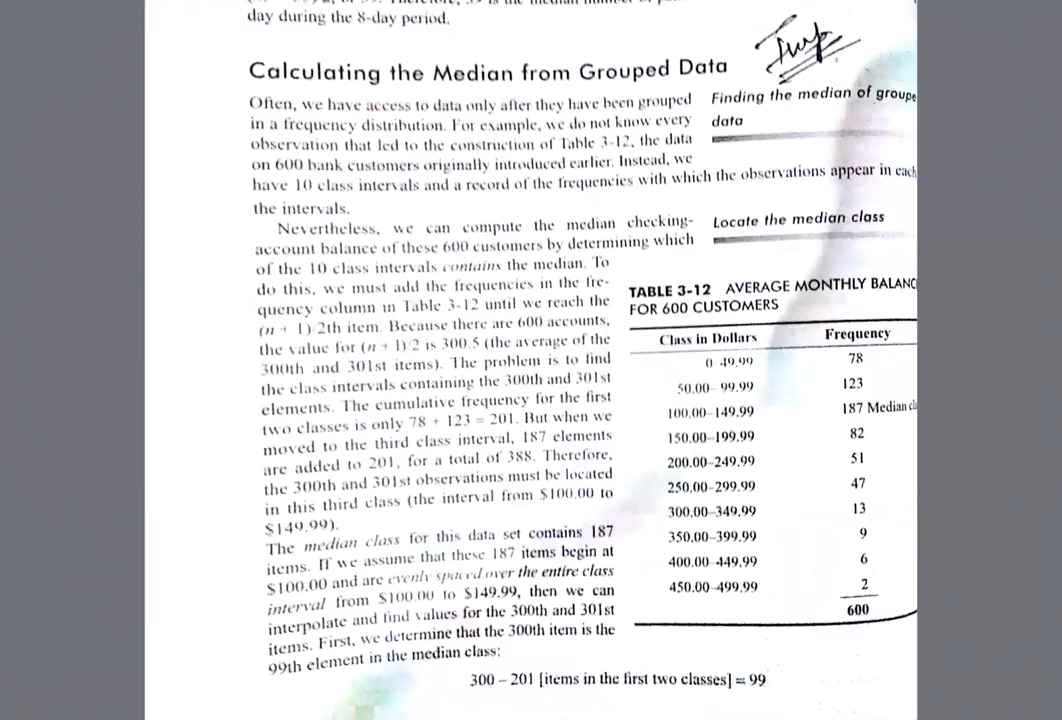 day during the 8-day period.
Imp
Calculating the Median from Grouped Data
Often, we have access to data only after they have been grouped
in a frequency distribution. For example, we do not know every
observation that led to the construction of Table 3-12, the data
on 600 bank customers originally introduced earlier. Instead, we
have 10 class intervals and a record of the frequencies with which the observations appear in each
the intervals.
Finding the median of groupe
data
Nevertheless, we can compute the median checking-
account balance of these 600 customers by determining which
of the 10 class intervals contains the median. To
do this, we must add the frequencies in the fre-
quency column in Table 3-12 until we reach the
(n + 1)/2th item. Because there are 600 accounts,
the value for (n + 1)/2 is 300.5 (the average of the
300th and 301st items). The problem is to find
the class intervals containing the 300th and 301st
elements. The cumulative frequency for the first
two classes is only 78 + 123 = 201. But when we
moved to the third class interval, 187 elements
are added to 201, for a total of 388. Therefore,
the 300th and 301st observations must be located
in this third class (the interval from $100.00 to
$149.99).
The median class for this data set contains 187
items. If we assume that these 187 items begin at
$100.00 and are evenly spaced over the entire class
interval from $100.00 to $149.99, then we can
interpolate and find values for the 300th and 301st
items. First, we determine that the 300th item is the
99th element in the median class:
Locate the median class
TABLE 3-12 AVERAGE MONTHLY BALANC
FOR 600 CUSTOMERS
Class in Dollars Frequency
0-49.99 78
50.00–99.99 123
100.00–149.99 187 Median cla
150.00–199.99 82
200.00–249.99 51
250.00–299.99 47
300.00–349.99 13
350.00–399.99 9
400.00–449.99 6
450.00–499.99 2
600
300 – 201 [items in the first two classes] = 99